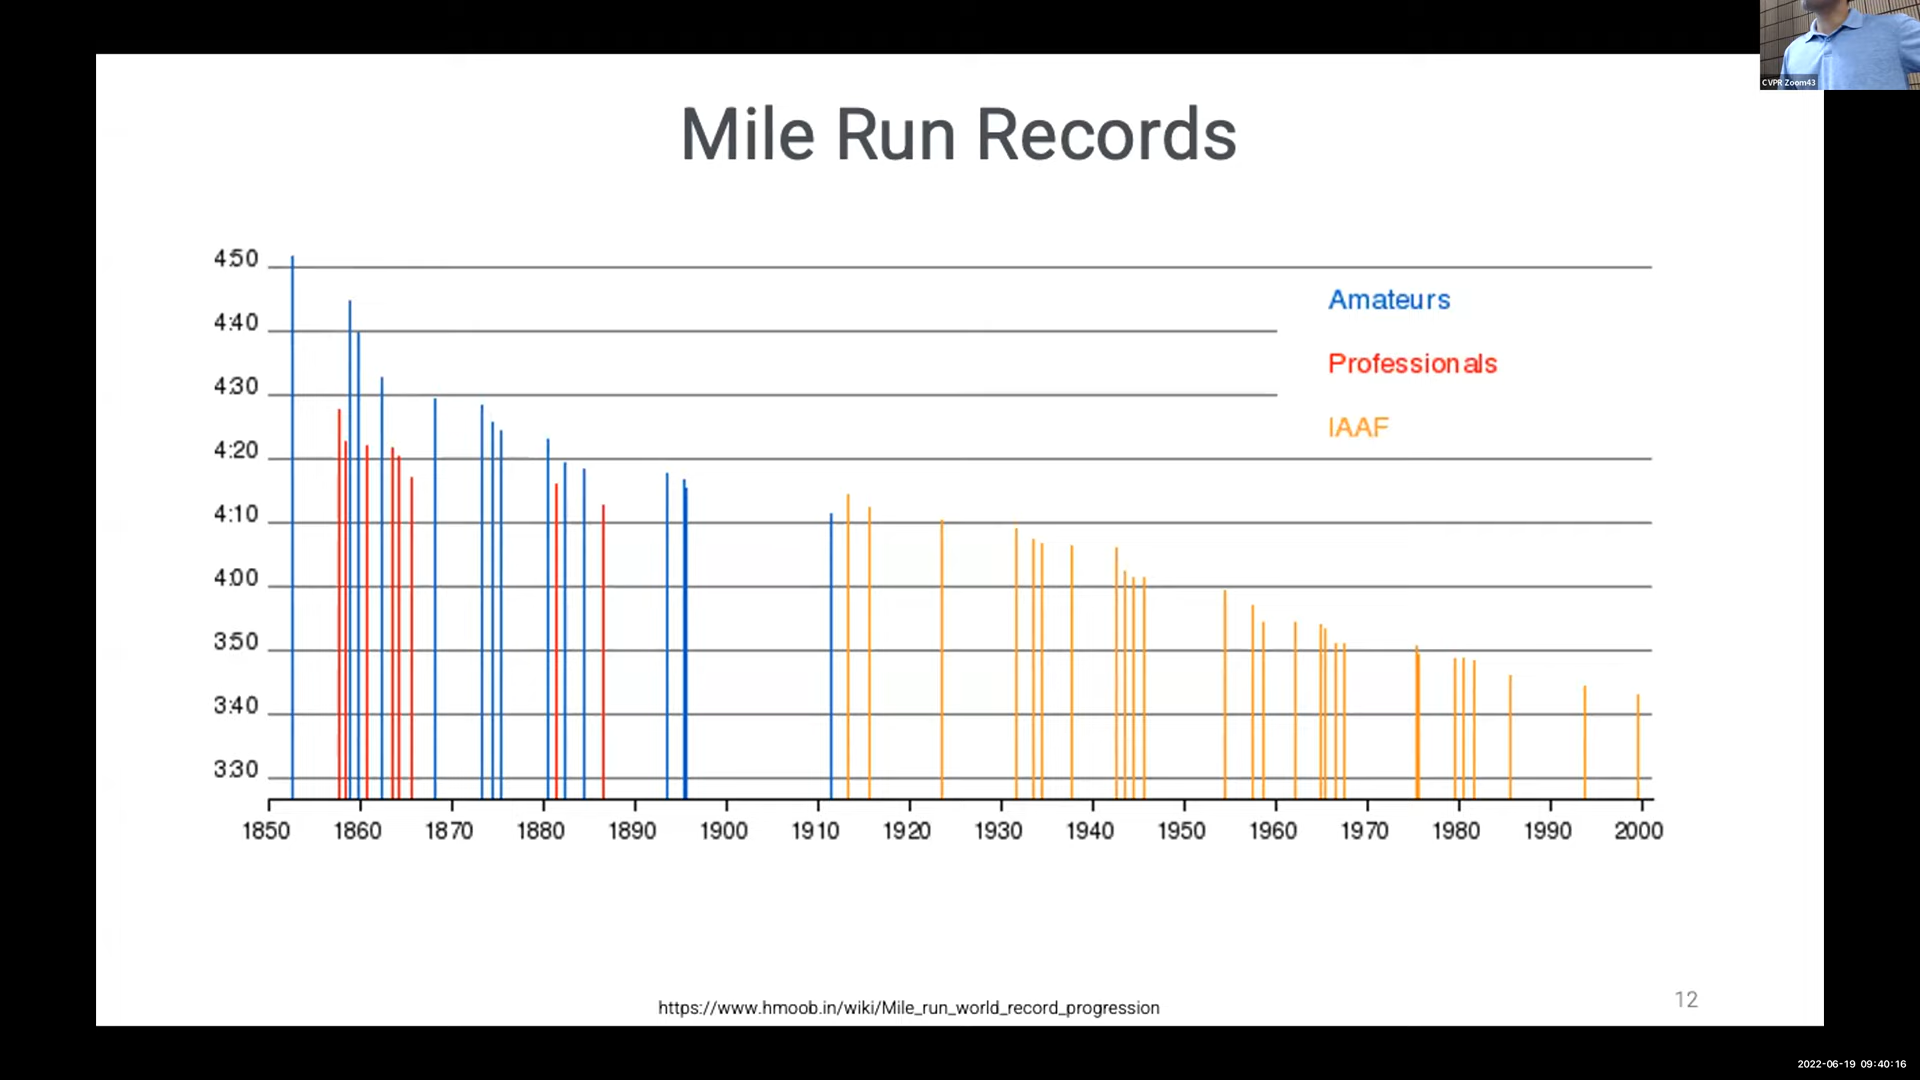 CVPR Zoom43
Mile Run Records
4:50
4:40
4:30
4:20
4:10
4:00
3:50
3:40
3:30
Amateurs
Professionals
IAAF
1850 1860 1870 1880 1890 1900 1910 1920 1930 1940 1950 1960 1970 1980 1990 2000
https://www.hmoob.in/wiki/Mile_run_world_record_progression
12
2022-06-19 09:40:16